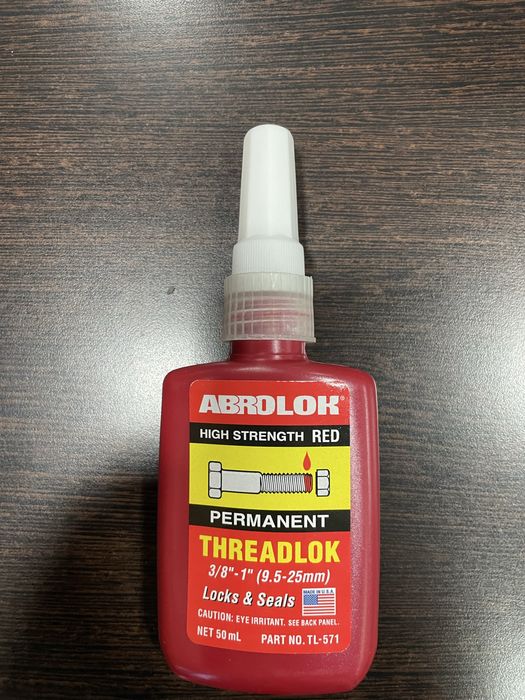 ABROLOK®
HIGH STRENGTH RED
PERMANENT
THREADLOK
3/8"-1" (9.5-25mm)
Locks & Seals
MADE IN U.S.A.
CAUTION: EYE IRRITANT. SEE BACK PANEL.
NET 50 mL PART NO. TL-571